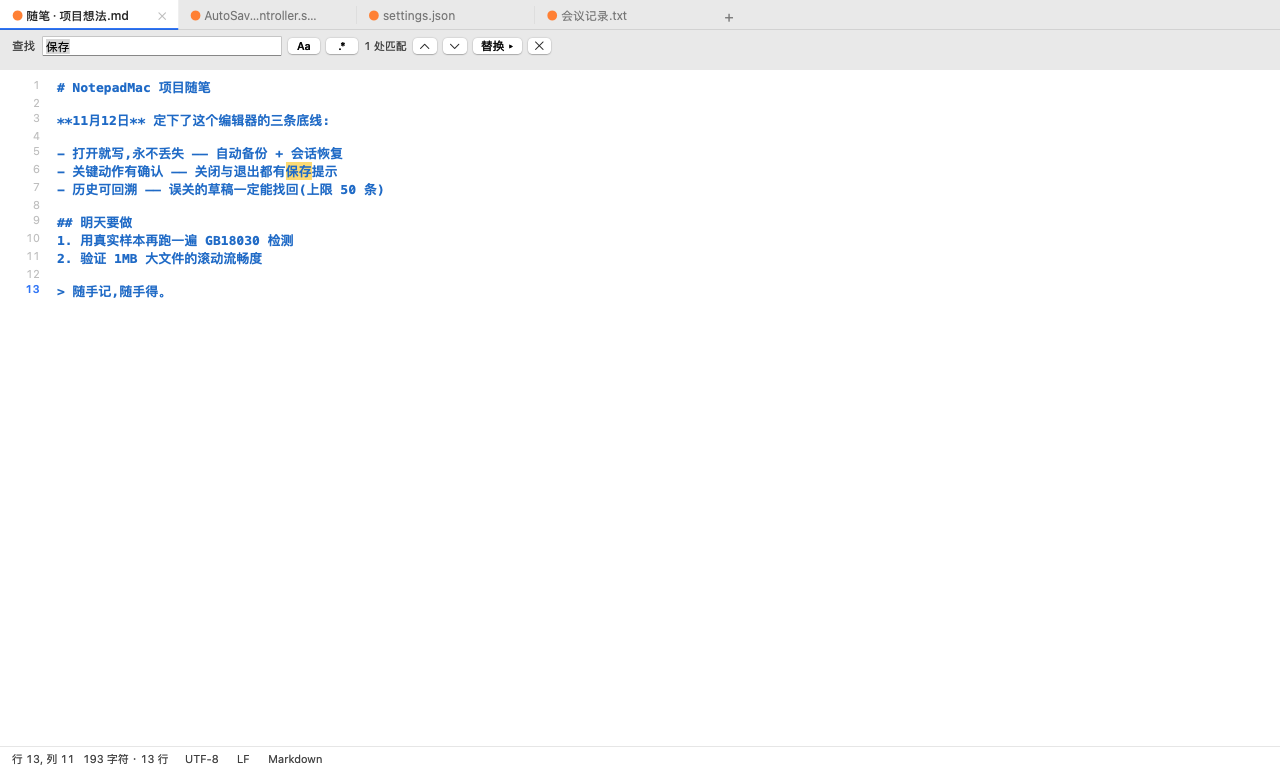 随笔 · 项目想法.md
AutoSav...ntroller.s...
settings.json
会议记录.txt
+
查找
保存
Aa
.*
1 处匹配
替换 ▸
1 # NotepadMac 项目随笔
2
3 **11月12日** 定下了这个编辑器的三条底线:
4
5 - 打开就写,永不丢失 —— 自动备份 + 会话恢复
6 - 关键动作有确认 —— 关闭与退出都有保存提示
7 - 历史可回溯 —— 误关的草稿一定能找回(上限 50 条)
8
9 ## 明天要做
10 1. 用真实样本再跑一遍 GB18030 检测
11 2. 验证 1MB 大文件的滚动流畅度
12
13 > 随手记,随手得。
行 13, 列 11 193 字符 · 13 行 UTF-8 LF Markdown